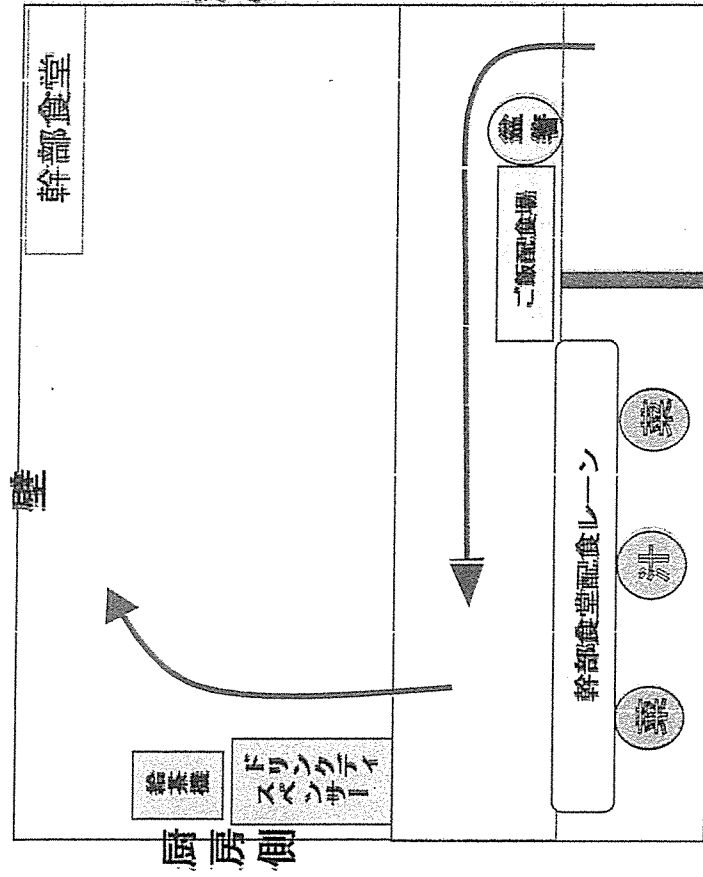 幹部食堂
壁
盆
箸
ご飯配食場
幹部食堂配食レーン
菜
汁
菜
給茶機
ドリンクディ
スペンサー
厨房側